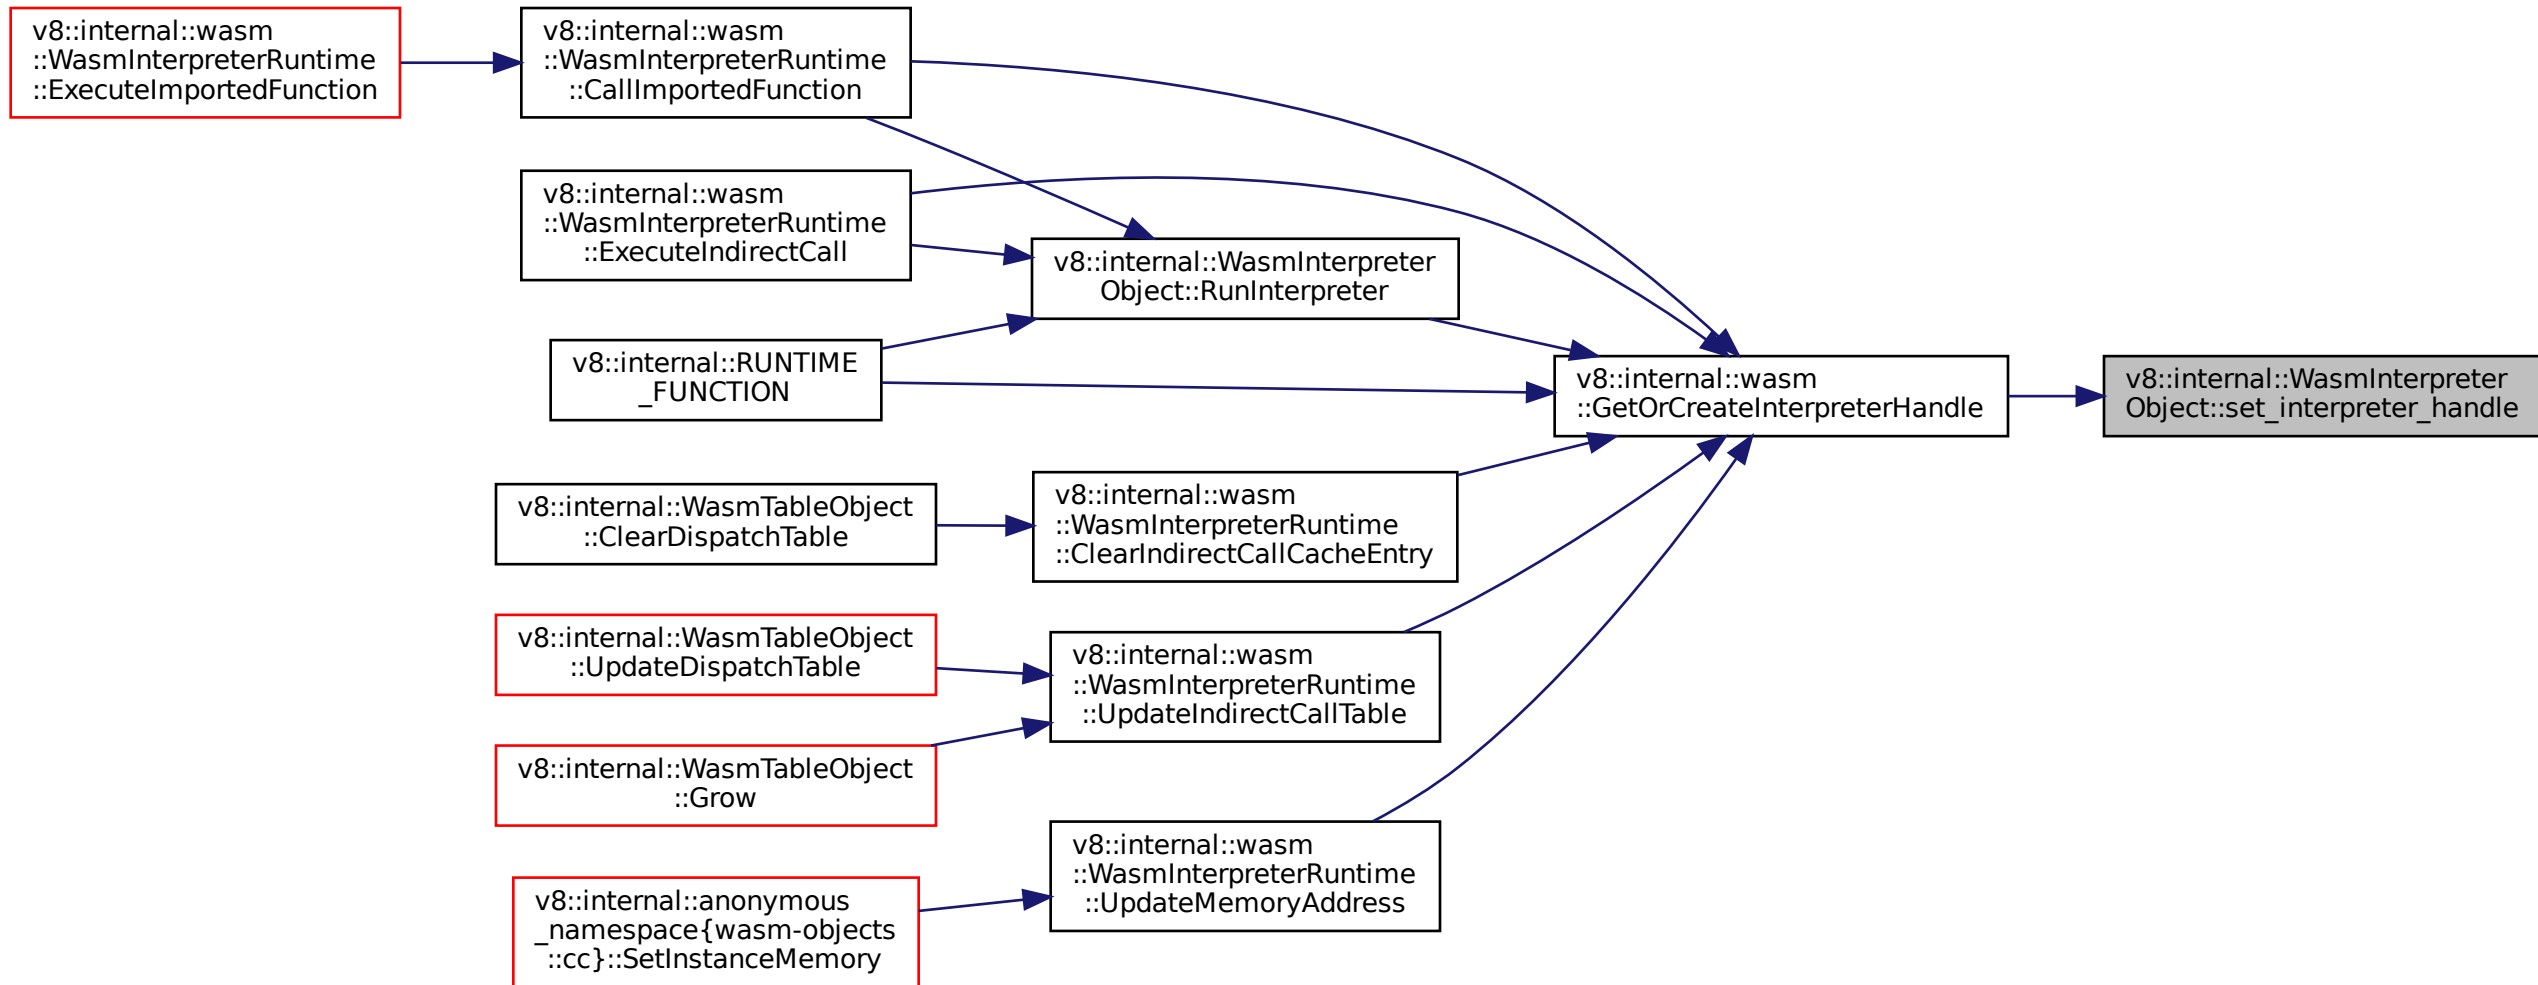 v8::internal::wasm
::WasmInterpreterRuntime
::ExecuteImportedFunction
v8::internal::wasm
::WasmInterpreterRuntime
::CallImportedFunction
v8::internal::wasm
::WasmInterpreterRuntime
::ExecuteIndirectCall
v8::internal::WasmInterpreter
Object::RunInterpreter
v8::internal::RUNTIME
_FUNCTION
v8::internal::wasm
::GetOrCreateInterpreterHandle
v8::internal::WasmInterpreter
Object::set_interpreter_handle
v8::internal::WasmTableObject
::ClearDispatchTable
v8::internal::wasm
::WasmInterpreterRuntime
::ClearIndirectCallCacheEntry
v8::internal::WasmTableObject
::UpdateDispatchTable
v8::internal::wasm
::WasmInterpreterRuntime
::UpdateIndirectCallTable
v8::internal::WasmTableObject
::Grow
v8::internal::wasm
::WasmInterpreterRuntime
::UpdateMemoryAddress
v8::internal::anonymous
_namespace{wasm-objects
::cc}::SetInstanceMemory